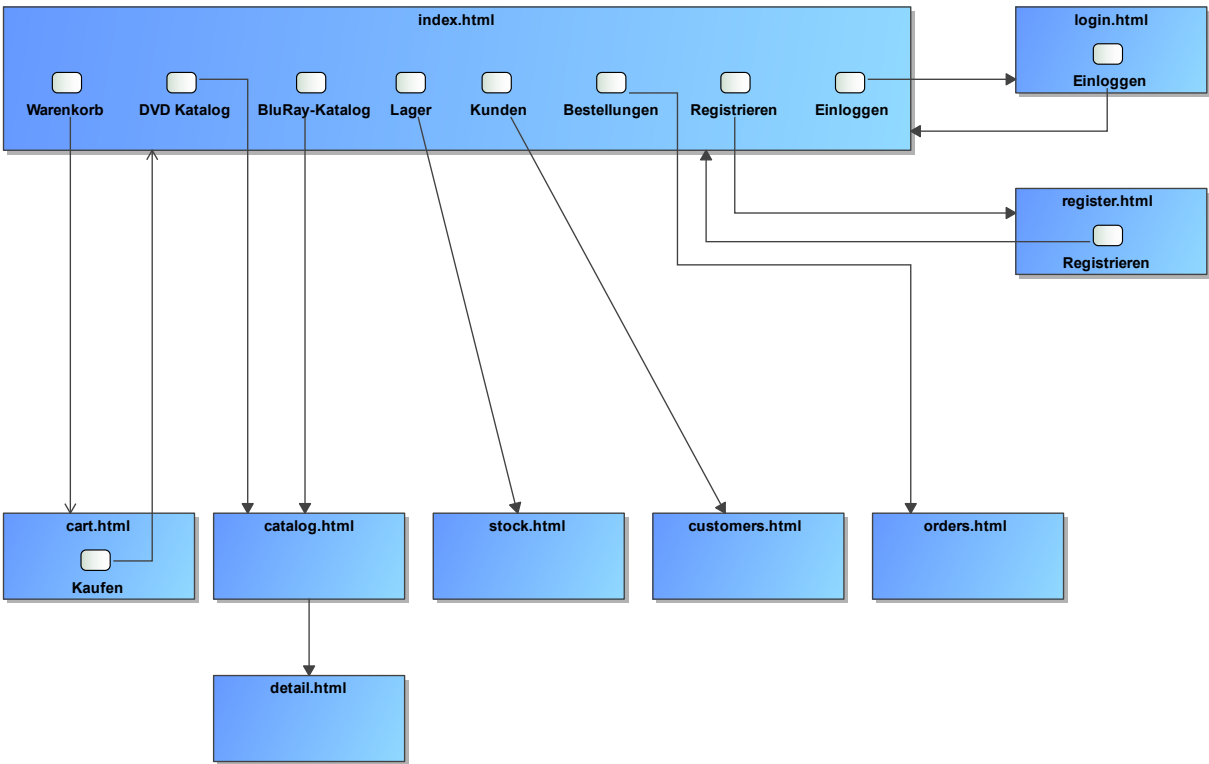 index.html
Warenkorb
DVD Katalog
BluRay-Katalog
Lager
Kunden
Bestellungen
Registrieren
Einloggen
login.html
Einloggen
register.html
Registrieren
cart.html
Kaufen
catalog.html
stock.html
customers.html
orders.html
detail.html